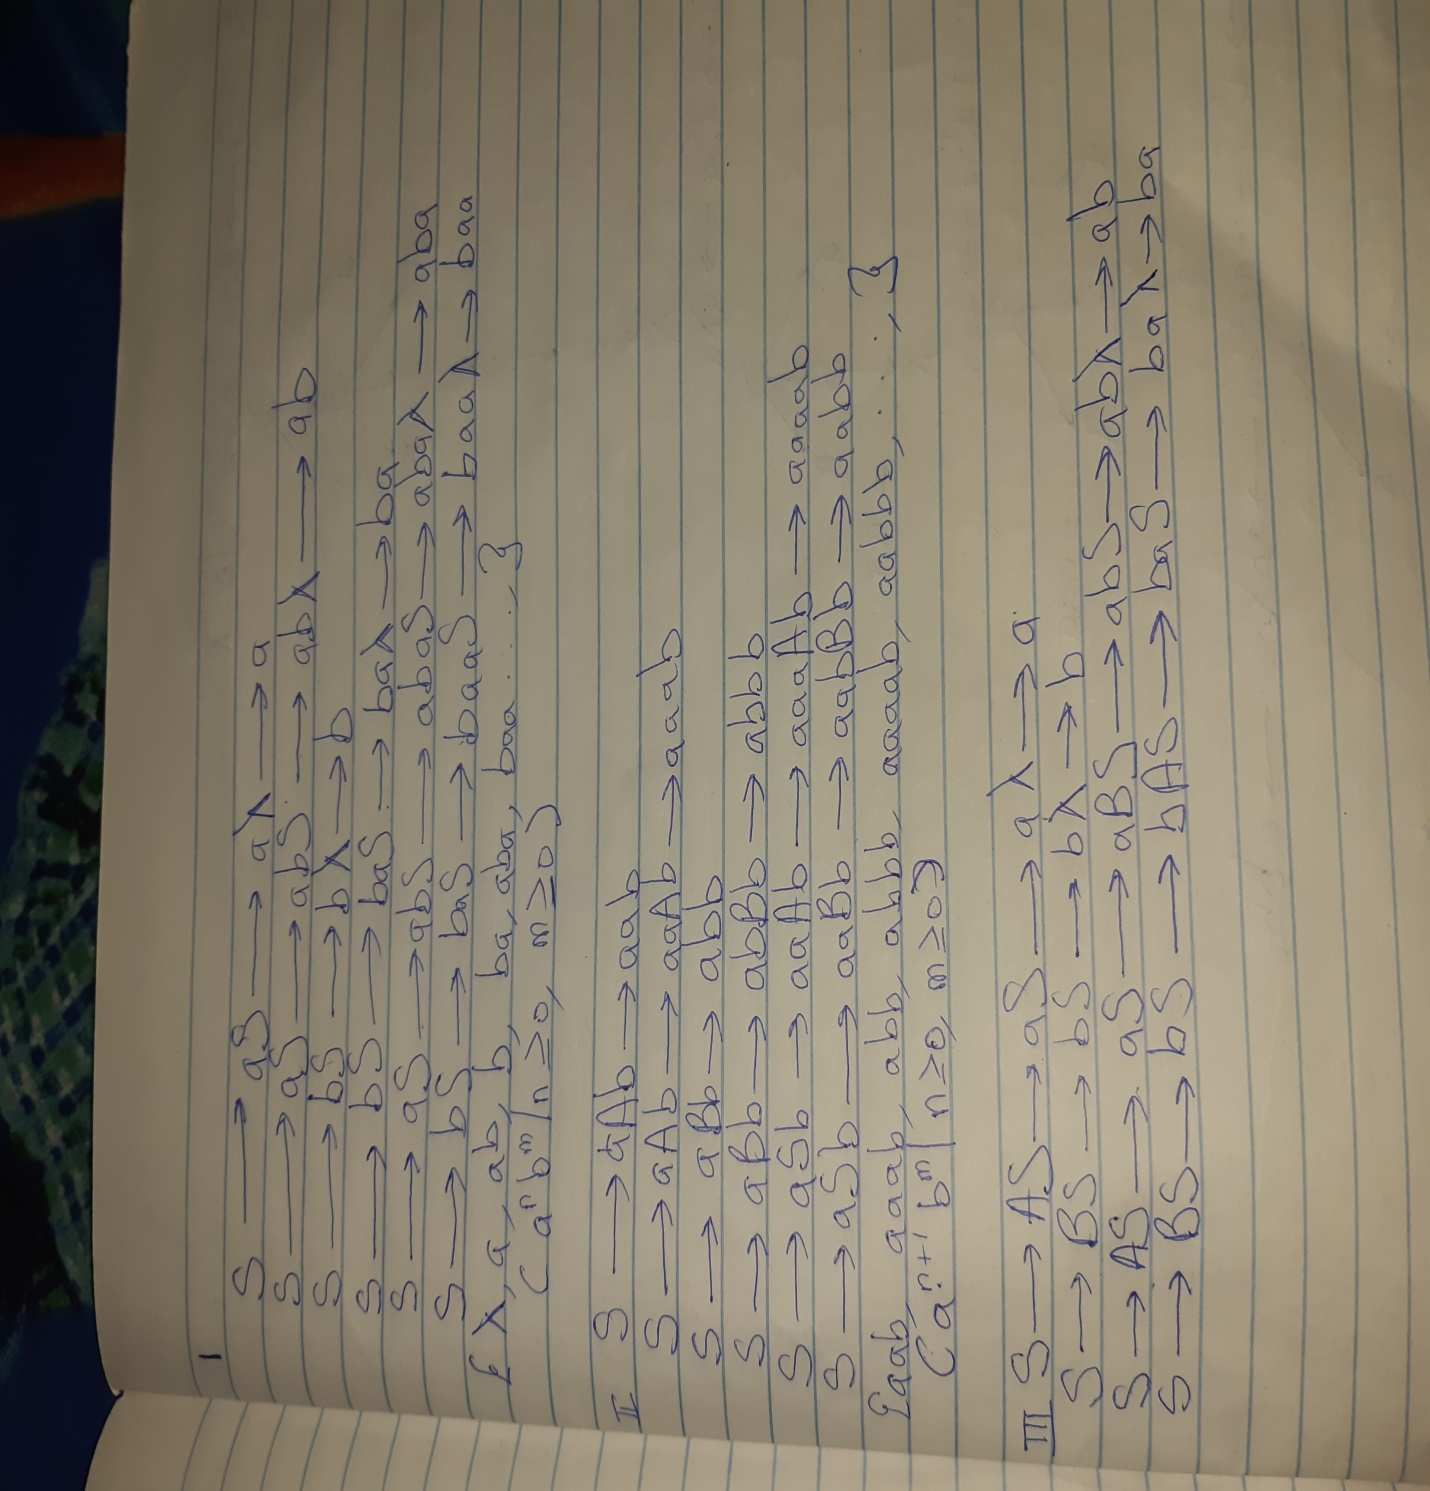 1
S → aS → aλ → a
S → aS → abS → abλ → ab
S → bS → bλ → b
S → bS → baS → baλ → ba
S → aS → abS → abaS → abaλ → aba
S → bS → baS → baaS → baaλ → baa
{ λ, a, ab, b, ba, aba, baa.....}
( aⁿbᵐ | n ≥ 0, m ≥ 0)
II S → aAb → aab
S → aAb → aaAb → aaab
S → aBb → abb
S → aBb → abBb → abbb
S → aSb → aaAb → aaaAb → aaaab
S → aSb → aaBb → aabBb → aabb
{aab, aaab, abb, abbb, aaaab, aabbb, ....,}
( aⁿ⁺¹ bᵐ | n ≥ 0, m ≥ 0)
III S → AS → aS → aλ → a
S → BS → bS → bλ → b
S → AS → aS → aBS → abS → abλ → ab
S → BS → bS → bAS → baS → baλ → ba